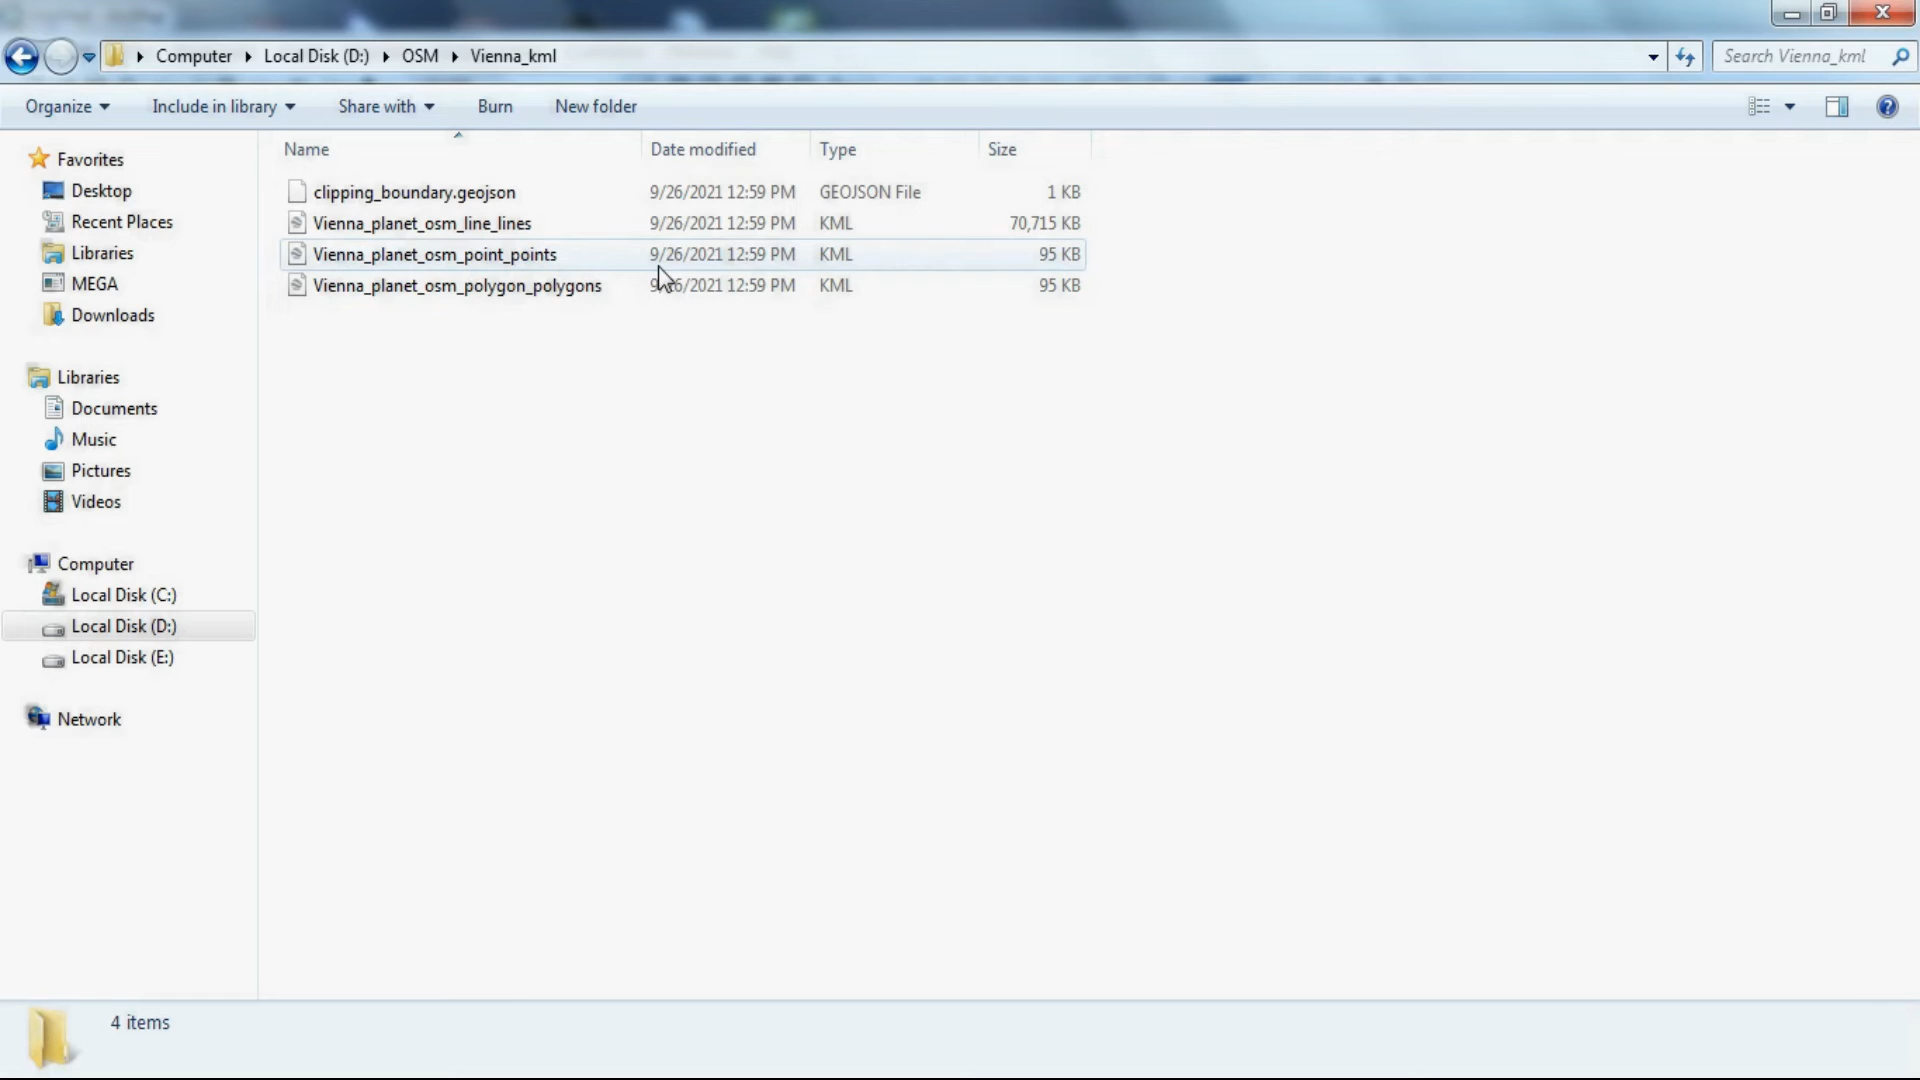 Computer Local Disk (D:) OSM Vienna_kml Search Vienna_kml
Organize Include in library Share with Burn New folder
Name Date modified Type Size
Favorites
Desktop
Recent Places
Libraries
MEGA
Downloads
Libraries
Documents
Music
Pictures
Videos
Computer
Local Disk (C:)
Local Disk (D:)
Local Disk (E:)
Network
clipping_boundary.geojson 9/26/2021 12:59 PM GEOJSON File 1 KB
Vienna_planet_osm_line_lines 9/26/2021 12:59 PM KML 70,715 KB
Vienna_planet_osm_point_points 9/26/2021 12:59 PM KML 95 KB
Vienna_planet_osm_polygon_polygons 9/26/2021 12:59 PM KML 95 KB
4 items